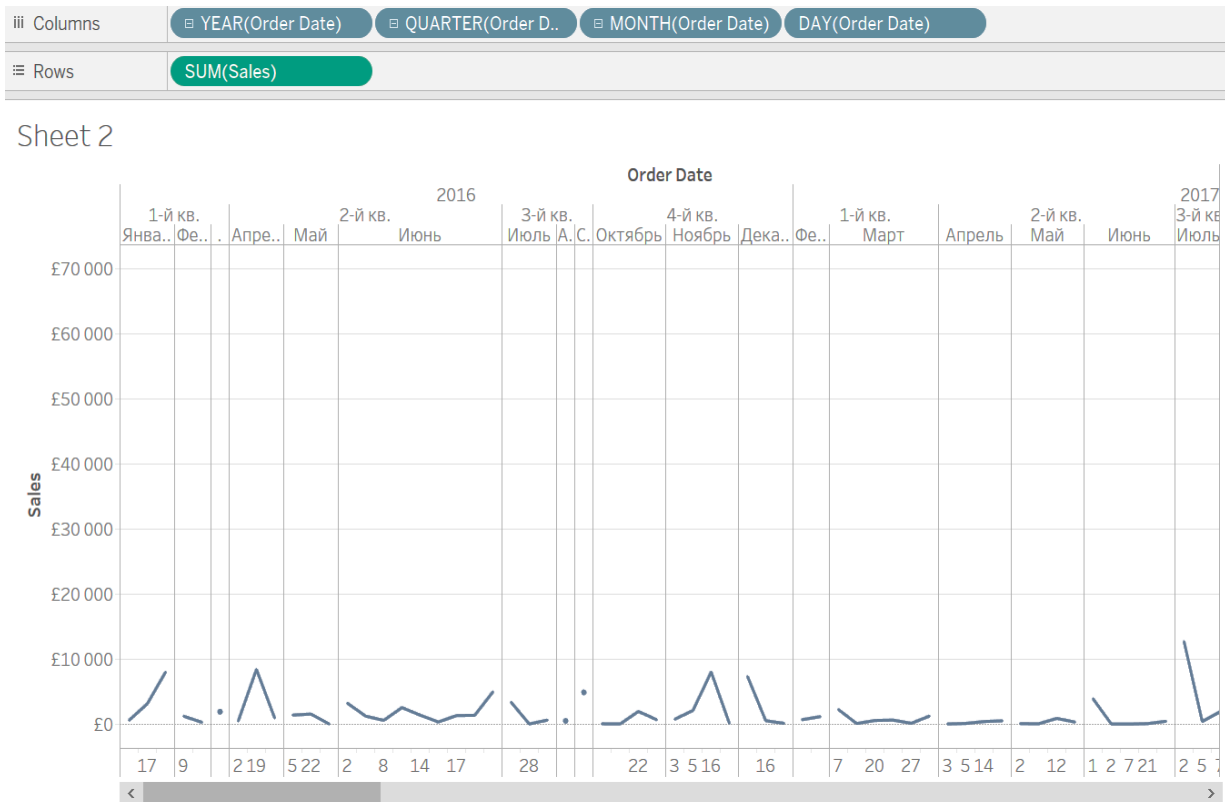 Columns YEAR(Order Date) QUARTER(Order D.. MONTH(Order Date) DAY(Order Date)
Rows SUM(Sales)
Sheet 2
Order Date
2016 2017
1-й кв. 2-й кв. 3-й кв. 4-й кв. 1-й кв. 2-й кв. 3-й кв
Янва.. Фе.. . Апре.. Май Июнь Июль А. С. Октябрь Ноябрь Дека.. Фе.. Март Апрель Май Июнь Июль
£70 000
£60 000
£50 000
£40 000
£30 000
£20 000
£10 000
£0
Sales
17 9 2 19 5 22 2 8 14 17 28 22 3 5 16 16 7 20 27 3 5 14 2 12 1 2 7 21 2 5 7